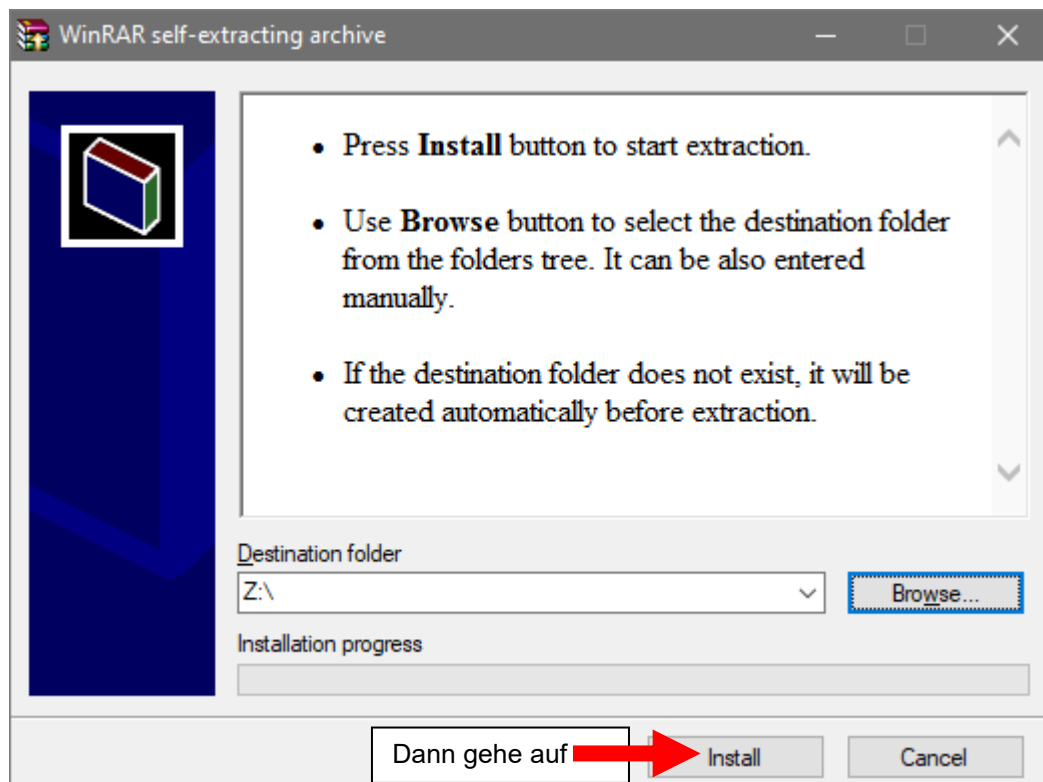 WinRAR self-extracting archive
• Press Install button to start extraction.
• Use Browse button to select the destination folder
from the folders tree. It can be also entered
manually.
• If the destination folder does not exist, it will be
created automatically before extraction.
Destination folder
Z:\
Browse...
Installation progress
Dann gehe auf
Install
Cancel